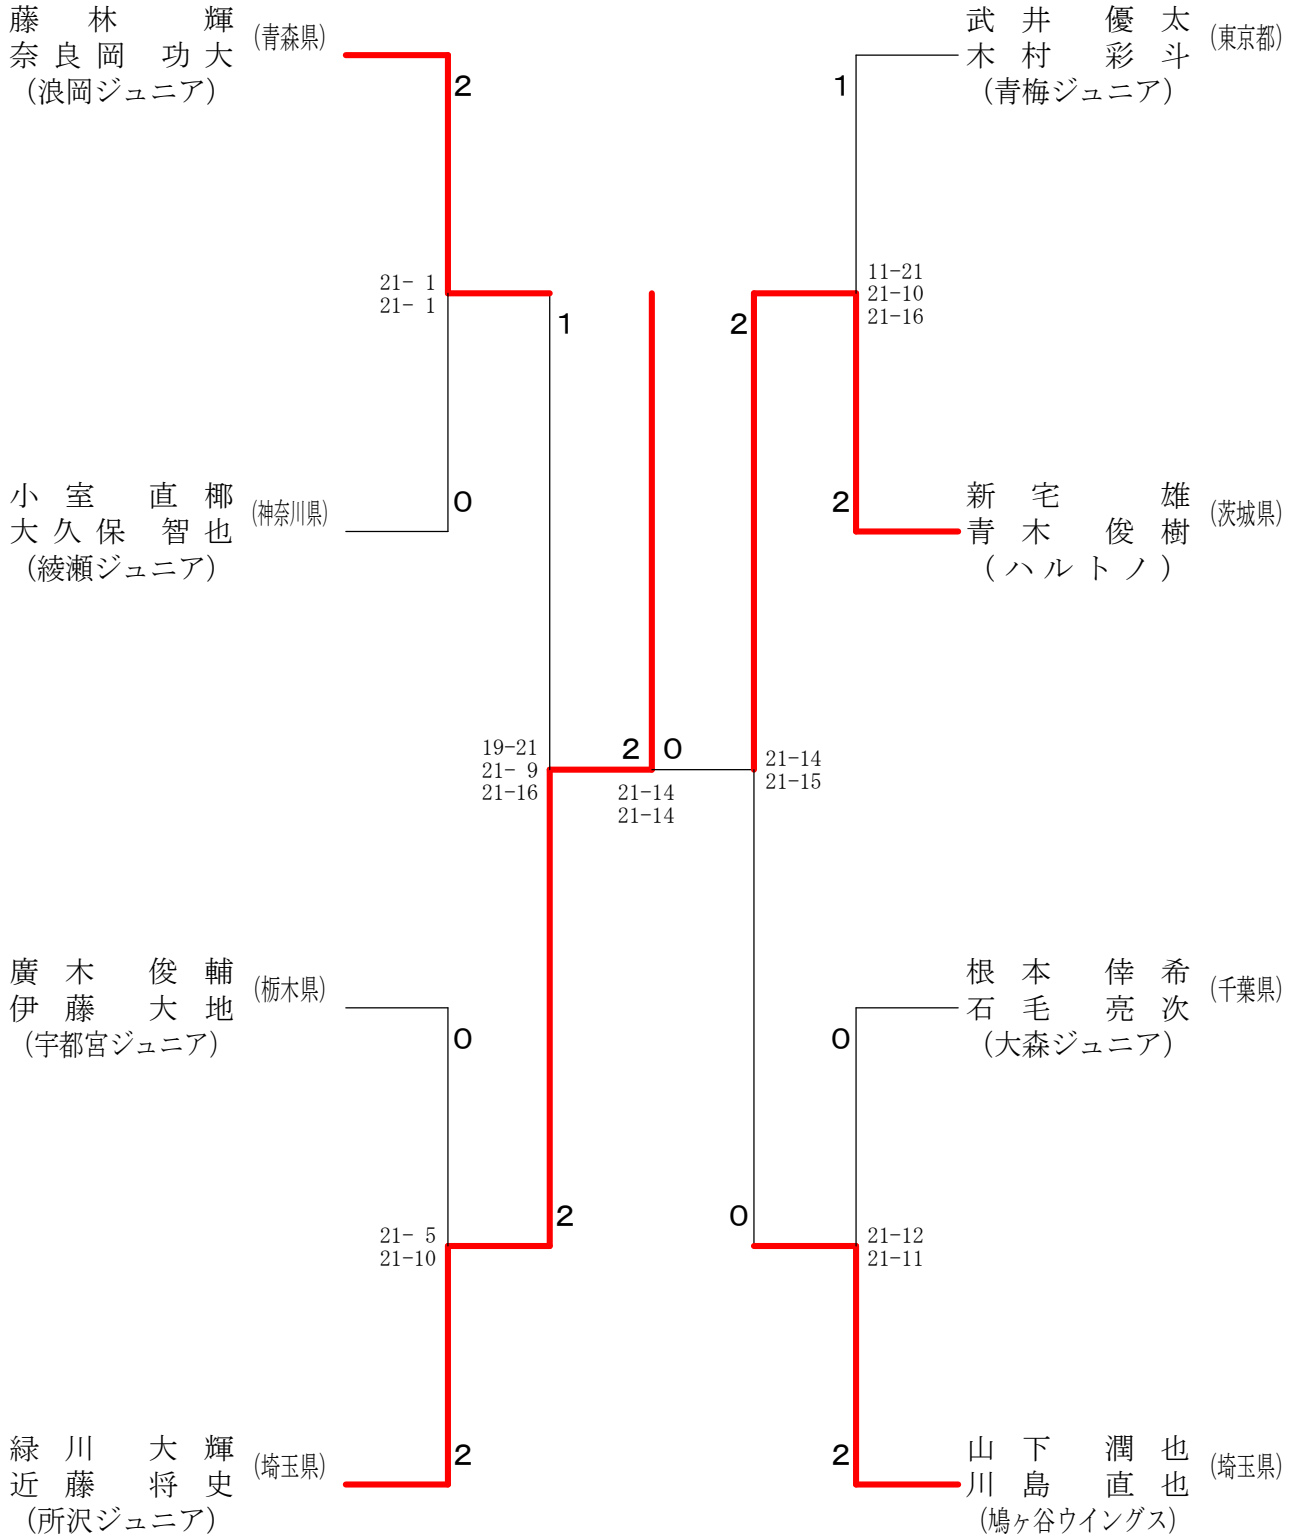 藤林 輝
奈良岡 功大
(青森県)
(浪岡ジュニア)
2
21- 1
21- 1
小室 直椰
大久保 智也
(神奈川県)
(綾瀬ジュニア)
0
1
19-21
21- 9
21-16
廣木 俊輔
伊藤 大地
(栃木県)
(宇都宮ジュニア)
0
21- 5
21-10
2
緑川 大輝
近藤 将史
(埼玉県)
(所沢ジュニア)
2
2 0
21-14
21-14
武井 優太
木村 彩斗
(東京都)
(青梅ジュニア)
1
11-21
21-10
21-16
2
新宅 雄
青木 俊樹
(茨城県)
(ハルトノ)
2
21-14
21-15
根本 倖希
石毛 亮次
(千葉県)
(大森ジュニア)
0
21-12
21-11
0
山下 潤也
川島 直也
(埼玉県)
(鳩ヶ谷ウイングス)
2